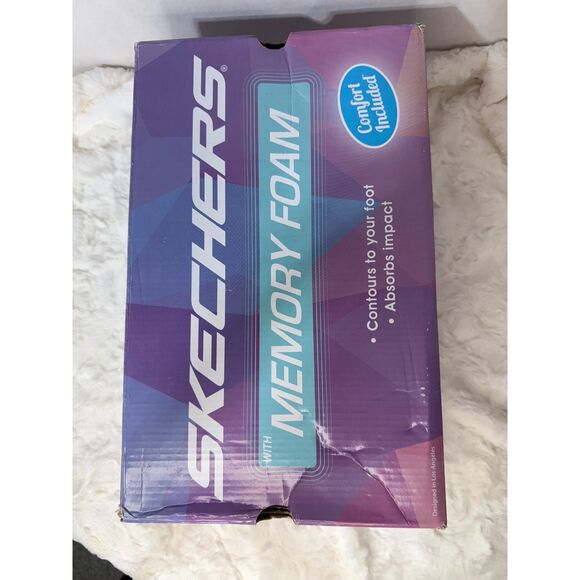 SKECHERS®
WITH MEMORY FOAM
Comfort
Included
• Contours to your foot
• Absorbs impact
Designed in Los Angeles